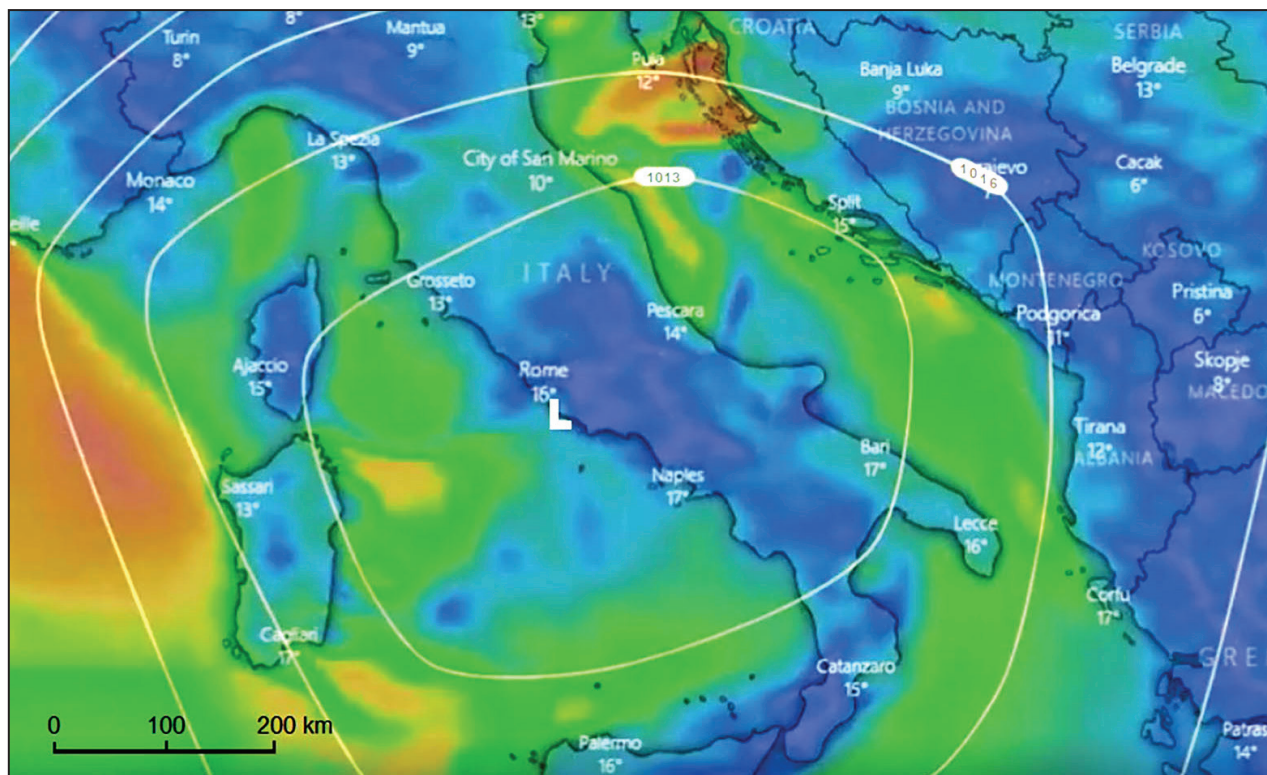 8°
13°
CROATIA
SERBIA
Turin
8°
Mantua
9°
Pula
12°
Banja Luka
9°
Belgrade
13°
BOSNIA AND
HERZEGOVINA
La Spezia
13°
City of San Marino
10°
1013
1016
Cacak
6°
Monaco
14°
Split
15°
KOSOVO
ITALY
Grosseto
13°
MONTENEGRO
Pristina
6°
Pescara
14°
Podgorica
11°
Ajaccio
15°
Rome
16°
L
Skopje
8°
Tirana
12°
ALBANIA
Bari
17°
Sassari
13°
Naples
17°
Lecce
16°
Corfu
17°
Cagliari
17°
Catanzaro
15°
Palermo
16°
Patras
14°
0 100 200 km